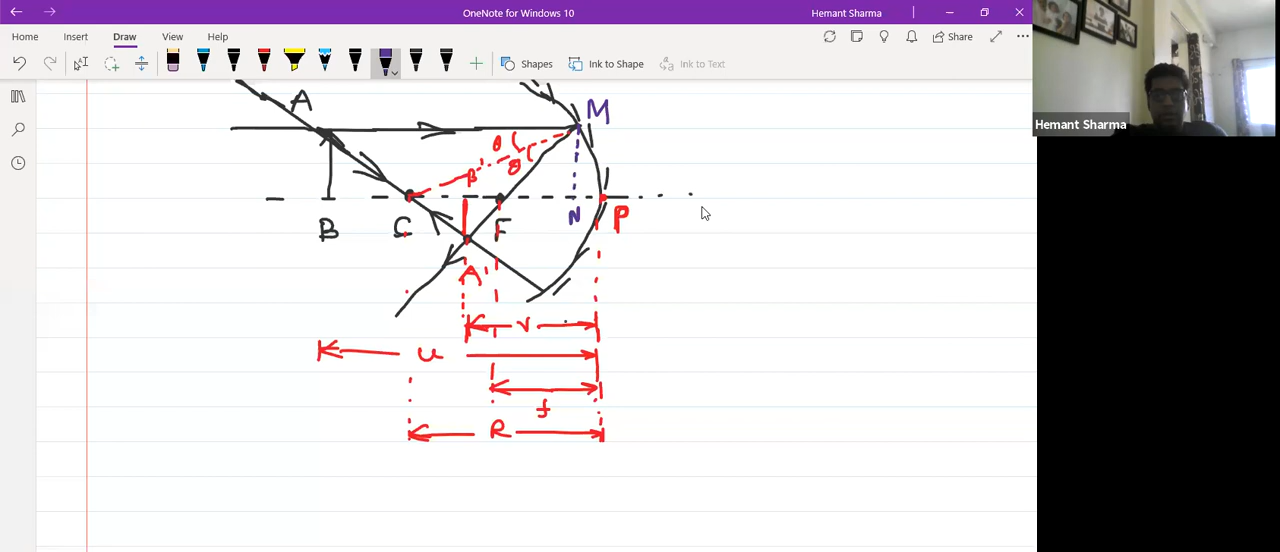 OneNote for Windows 10
Hemant Sharma
Home Insert Draw View Help
Share
Shapes Ink to Shape Ink to Text
Hemant Sharma
A
M
θ
β' θ
B C F N P
A'
v
u
f
R